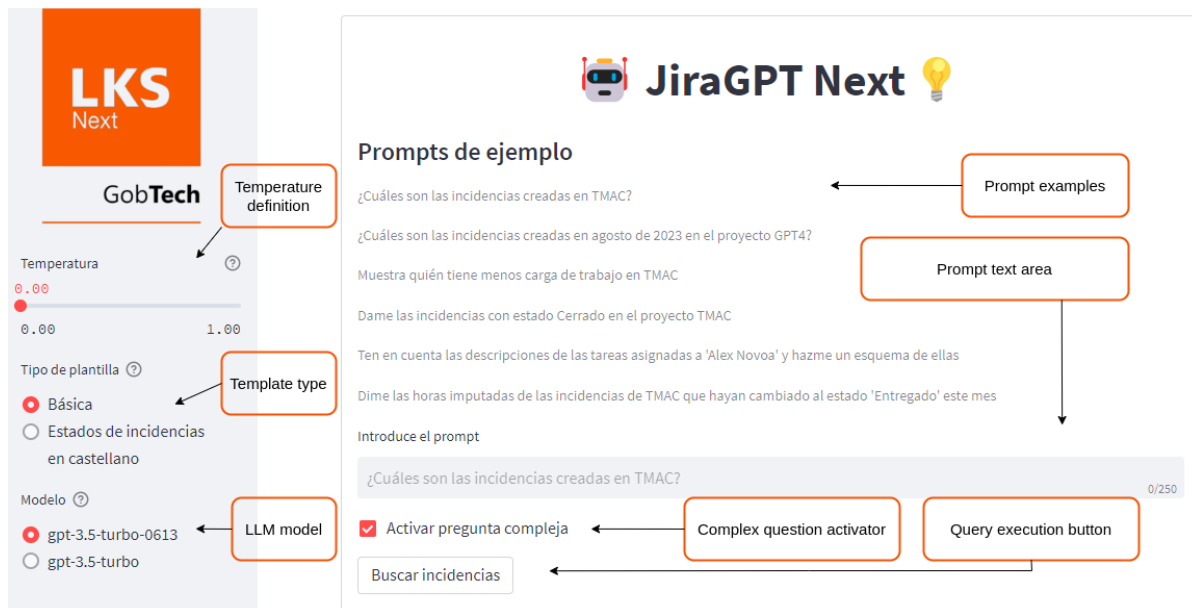 LKS
Next
GobTech
Temperature
definition
Temperatura
0.00
0.00 1.00
Tipo de plantilla
Template type
Básica
Estados de incidencias
en castellano
Modelo
LLM model
gpt-3.5-turbo-0613
gpt-3.5-turbo
JiraGPT Next
Prompts de ejemplo
Prompt examples
¿Cuáles son las incidencias creadas en TMAC?
¿Cuáles son las incidencias creadas en agosto de 2023 en el proyecto GPT4?
Prompt text area
Muestra quién tiene menos carga de trabajo en TMAC
Dame las incidencias con estado Cerrado en el proyecto TMAC
Ten en cuenta las descripciones de las tareas asignadas a 'Alex Novoa' y hazme un esquema de ellas
Dime las horas imputadas de las incidencias de TMAC que hayan cambiado al estado 'Entregado' este mes
Introduce el prompt
¿Cuáles son las incidencias creadas en TMAC?
0/250
Activar pregunta compleja
Complex question activator
Query execution button
Buscar incidencias